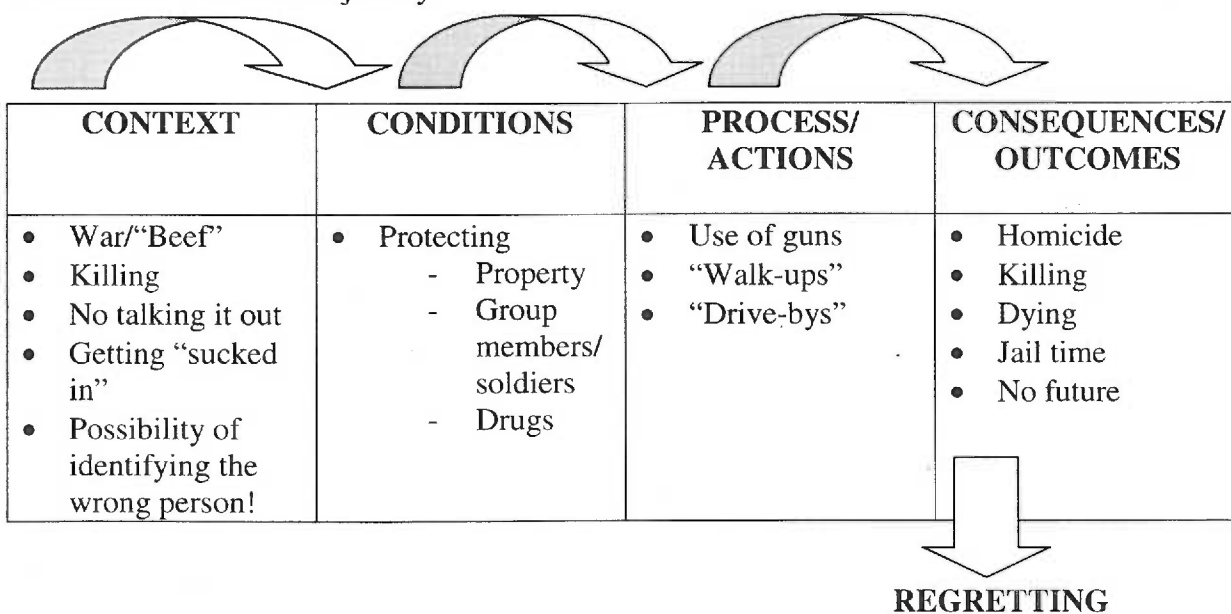 CONTEXT
CONDITIONS
PROCESS/
ACTIONS
CONSEQUENCES/
OUTCOMES
• War/“Beef”
• Killing
• No talking it out
• Getting “sucked
in”
• Possibility of
identifying the
wrong person!
• Protecting
- Property
- Group
members/
soldiers
- Drugs
• Use of guns
• “Walk-ups”
• “Drive-bys”
• Homicide
• Killing
• Dying
• Jail time
• No future
REGRETTING